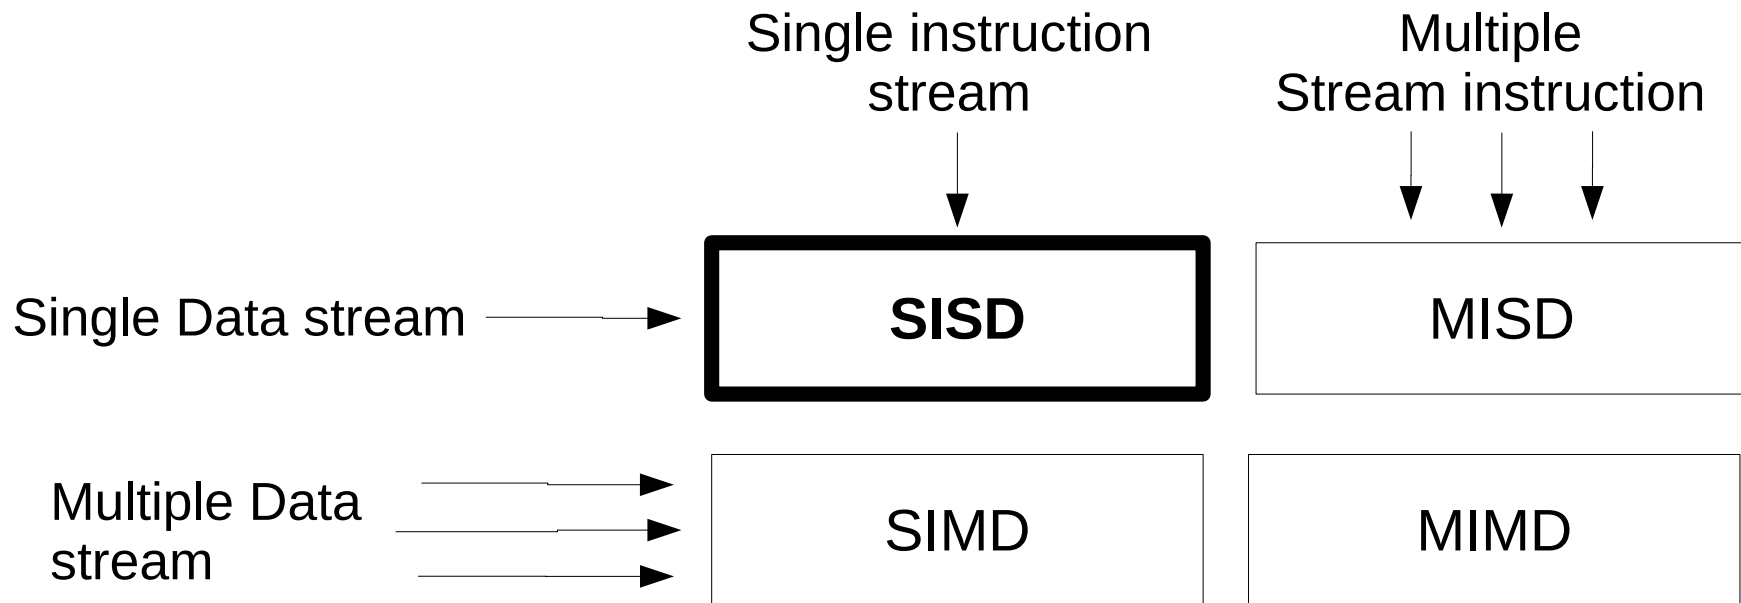 Single instruction
stream
Multiple
Stream instruction
Single Data stream
SISD
MISD
Multiple Data
stream
SIMD
MIMD